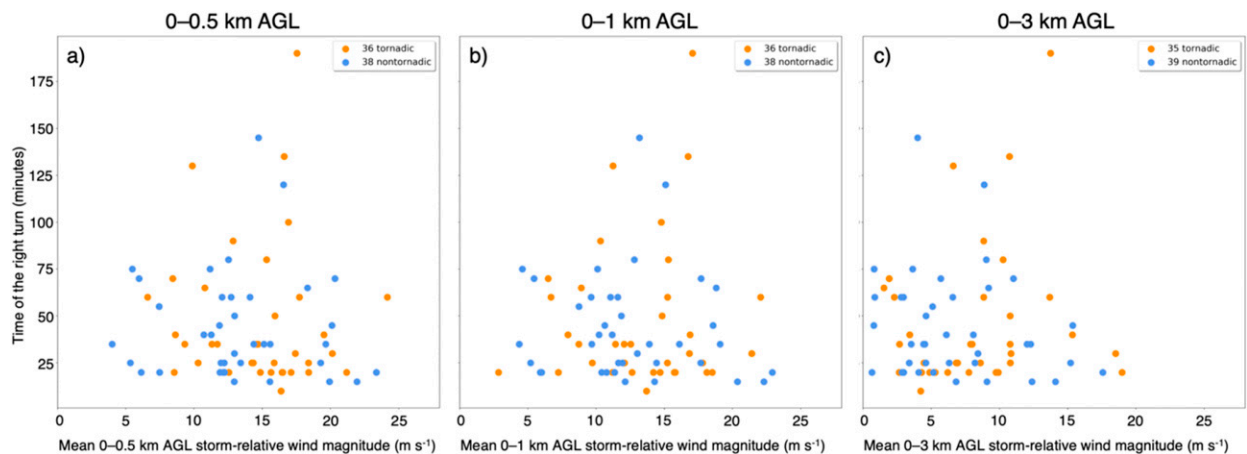 0–0.5 km AGL
0–1 km AGL
0–3 km AGL
a)
36 tornadic
38 nontornadic
b)
36 tornadic
38 nontornadic
c)
35 tornadic
39 nontornadic
Time of the right turn (minutes)
175
150
125
100
75
50
25
0 5 10 15 20 25
0 5 10 15 20 25
0 5 10 15 20 25
Mean 0–0.5 km AGL storm-relative wind magnitude (m s⁻¹)
Mean 0–1 km AGL storm-relative wind magnitude (m s⁻¹)
Mean 0–3 km AGL storm-relative wind magnitude (m s⁻¹)